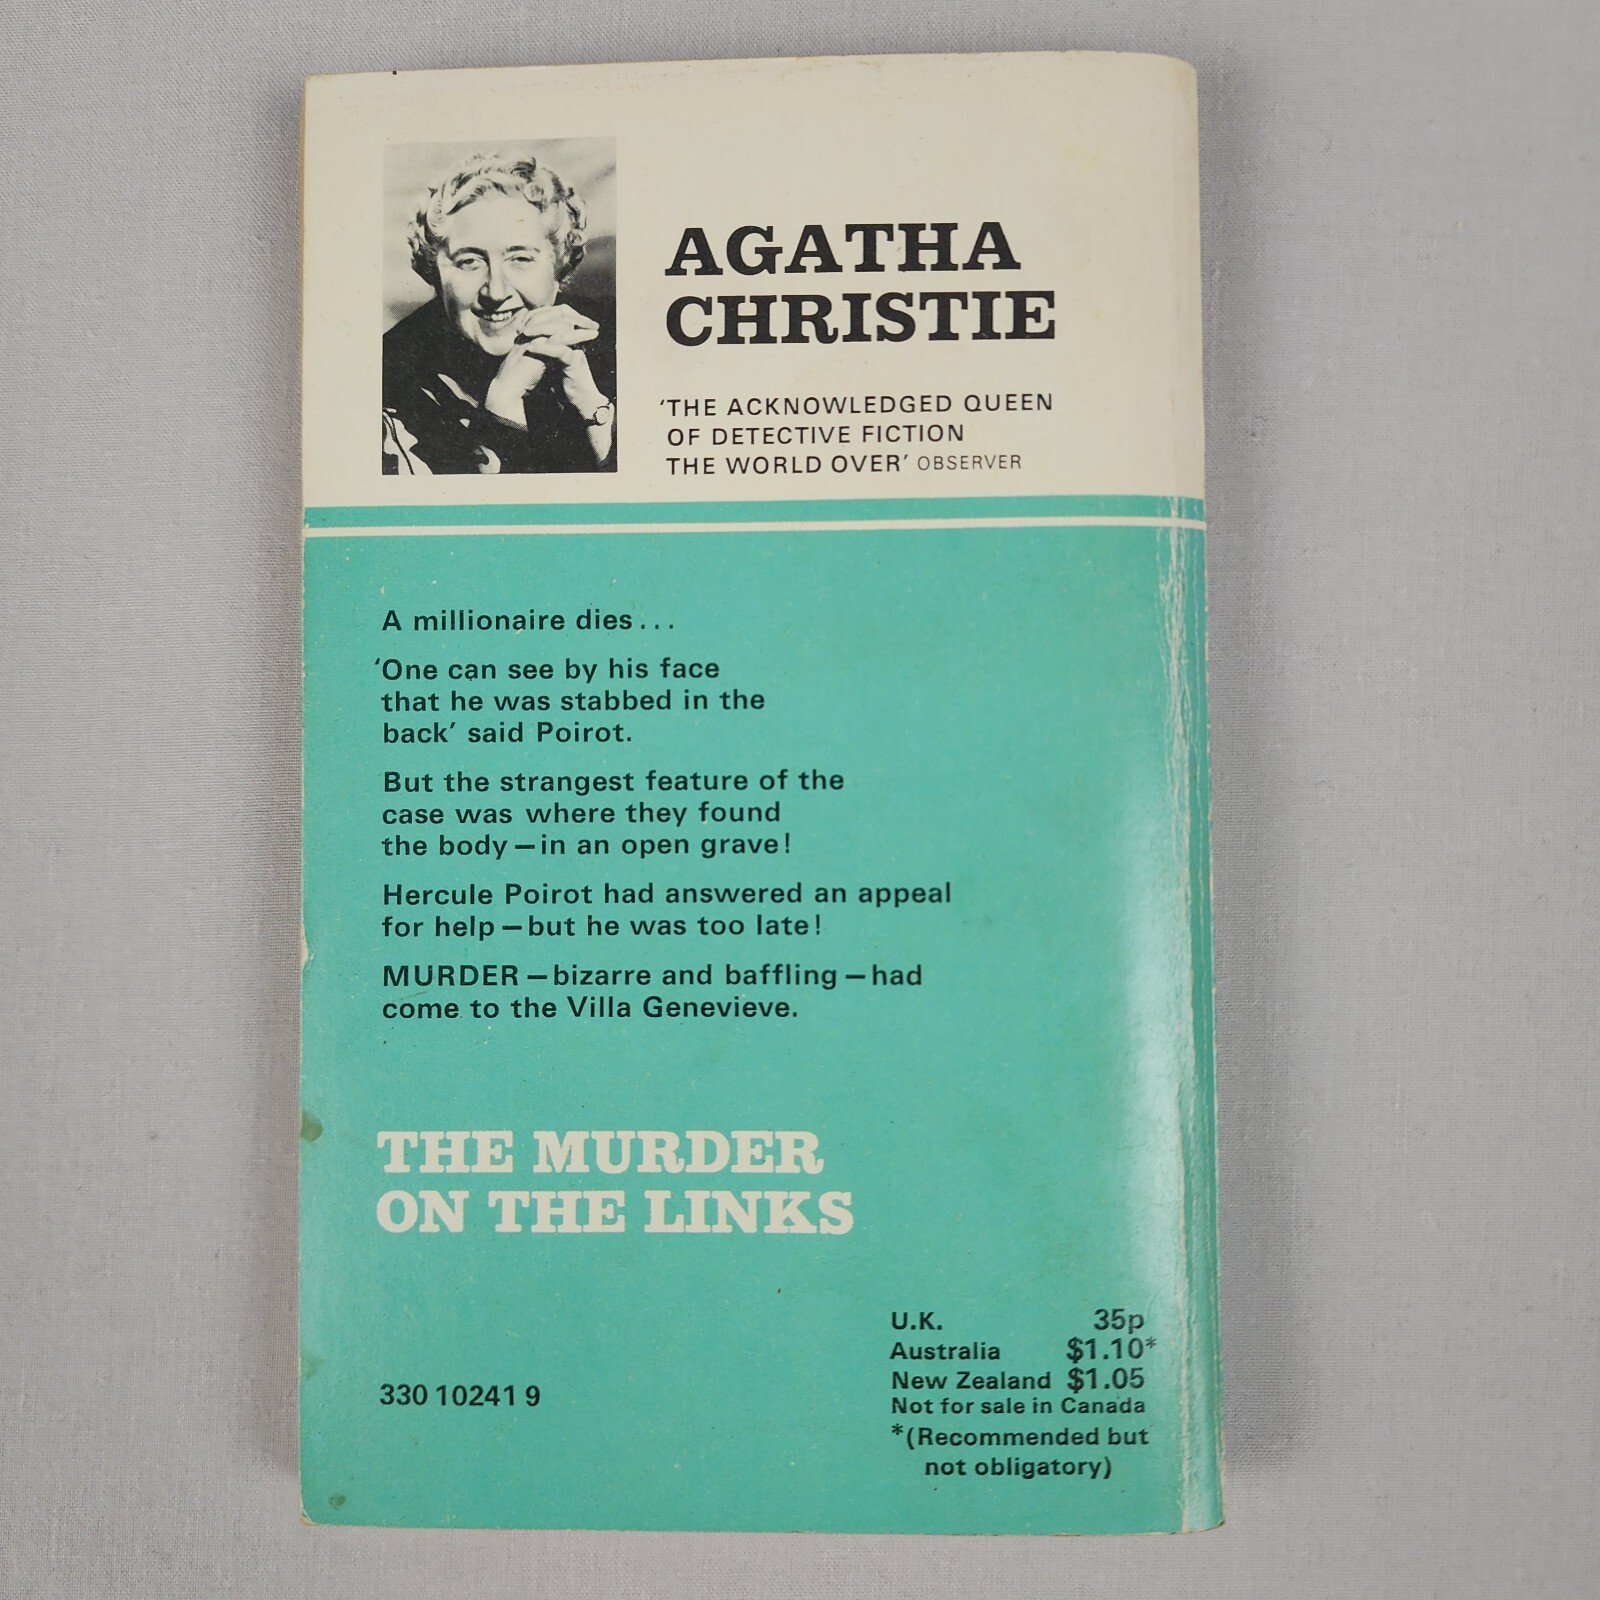 AGATHA
CHRISTIE
‘THE ACKNOWLEDGED QUEEN
OF DETECTIVE FICTION
THE WORLD OVER’ OBSERVER
A millionaire dies...
‘One can see by his face
that he was stabbed in the
back’ said Poirot.
But the strangest feature of the
case was where they found
the body—in an open grave!
Hercule Poirot had answered an appeal
for help—but he was too late!
MURDER—bizarre and baffling—had
come to the Villa Genevieve.
THE MURDER
ON THE LINKS
330 10241 9
U.K. 35p
Australia $1.10*
New Zealand $1.05
Not for sale in Canada
*(Recommended but
not obligatory)